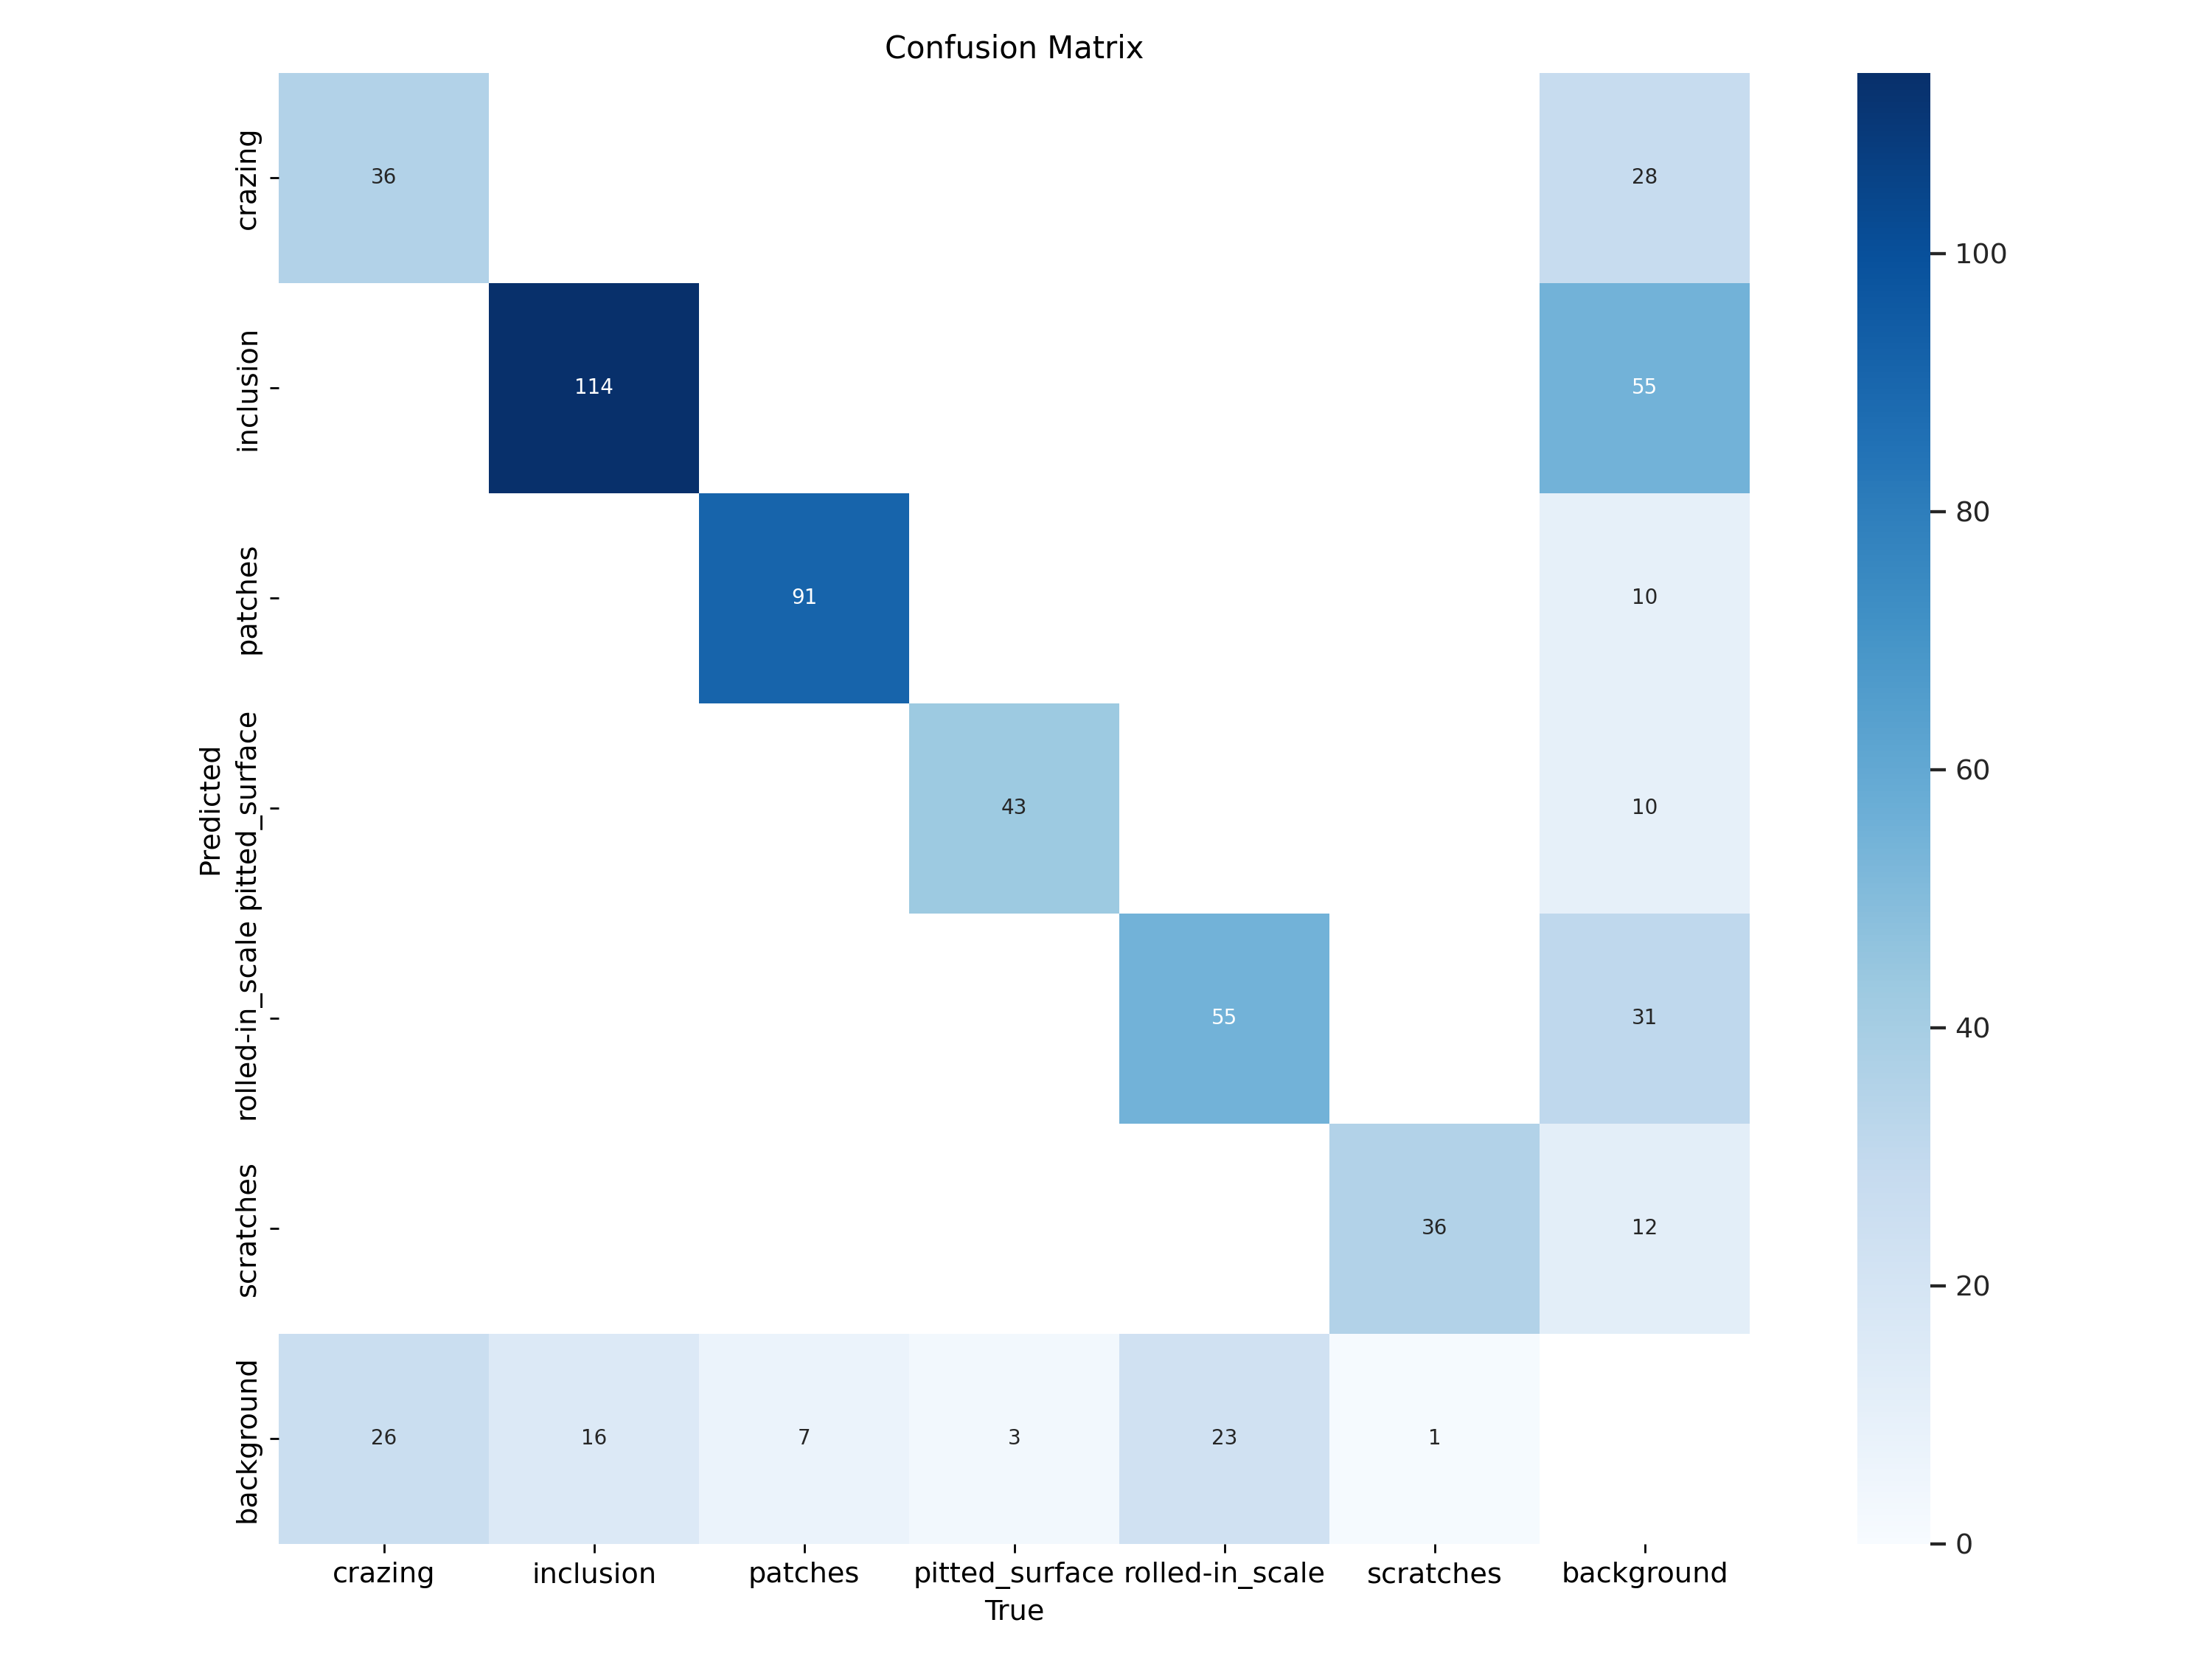 Confusion Matrix
crazing
36
28
100
inclusion
114
55
80
patches
91
10
60
Predicted
pitted_surface
43
10
40
rolled-in_scale
55
31
scratches
36
12
20
background
26
16
7
3
23
1
0
crazing
inclusion
patches
pitted_surface
rolled-in_scale
scratches
background
True